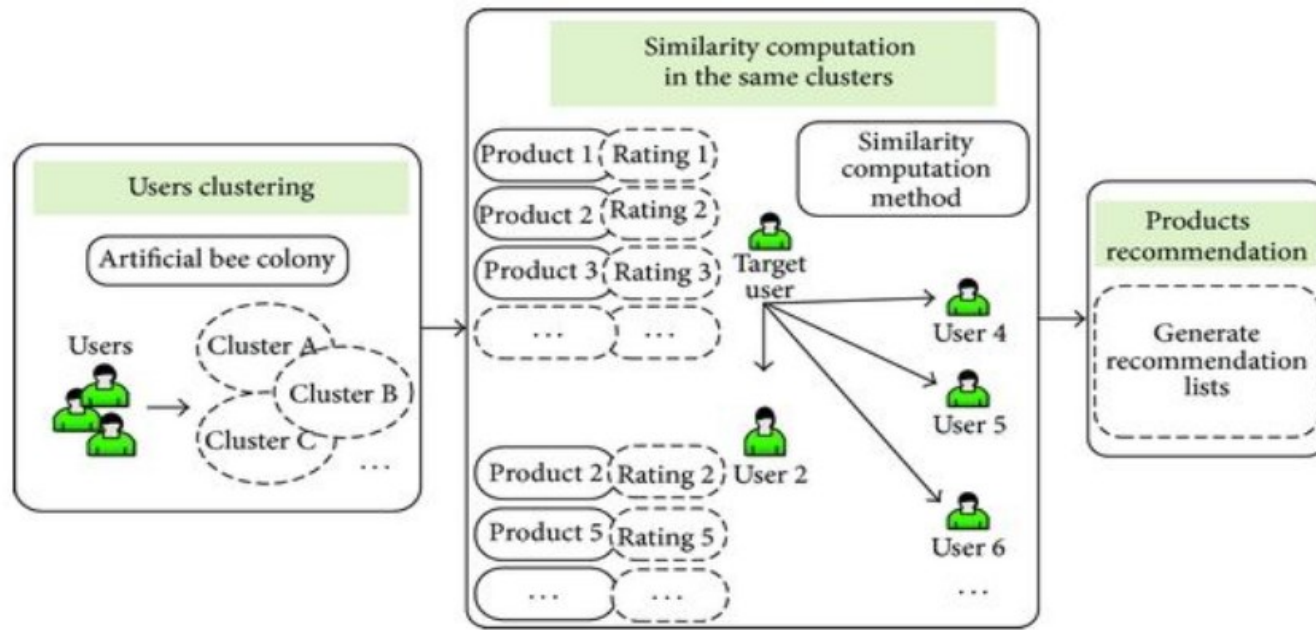 Users clustering
Artificial bee colony
Users
Cluster A
Cluster B
Cluster C
...
Similarity computation
in the same clusters
Product 1 Rating 1
Product 2 Rating 2
Product 3 Rating 3
... ...
Similarity
computation
method
Target
user
User 4
User 5
User 2
User 6
...
Product 2 Rating 2
Product 5 Rating 5
... ...
Products
recommendation
Generate
recommendation
lists